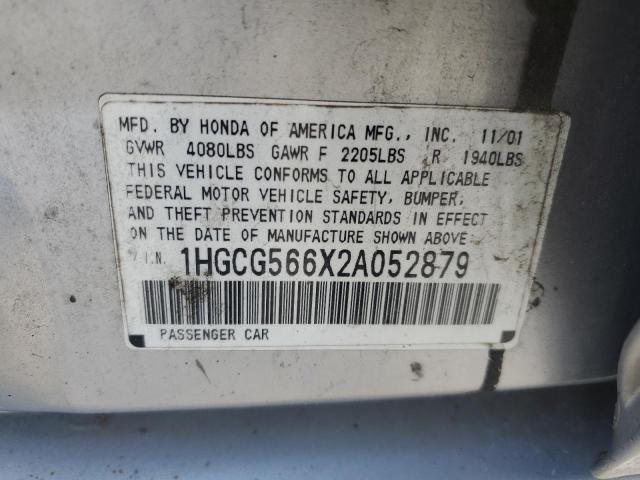 MFD. BY HONDA OF AMERICA MFG., INC. 11/01
GVWR 4080LBS GAWR F 2205LBS R 1940LBS
THIS VEHICLE CONFORMS TO ALL APPLICABLE
FEDERAL MOTOR VEHICLE SAFETY, BUMPER,
AND THEFT PREVENTION STANDARDS IN EFFECT
ON THE DATE OF MANUFACTURE SHOWN ABOVE:
V.I.N. 1HGCG566X2A052879
PASSENGER CAR